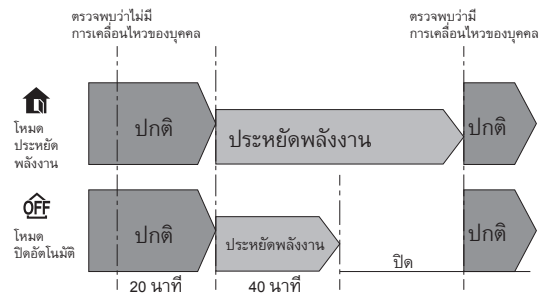 ตรวจพบว่าไม่มี
การเคลื่อนไหวของบุคคล
ตรวจพบว่ามี
การเคลื่อนไหวของบุคคล
โหมด
ประหยัด
พลังงาน
ปกติ
ประหยัดพลังงาน
ปกติ
OFF
โหมด
ปิดอัตโนมัติ
ปกติ
ประหยัดพลังงาน
ปิด
ปกติ
20 นาที
40 นาที